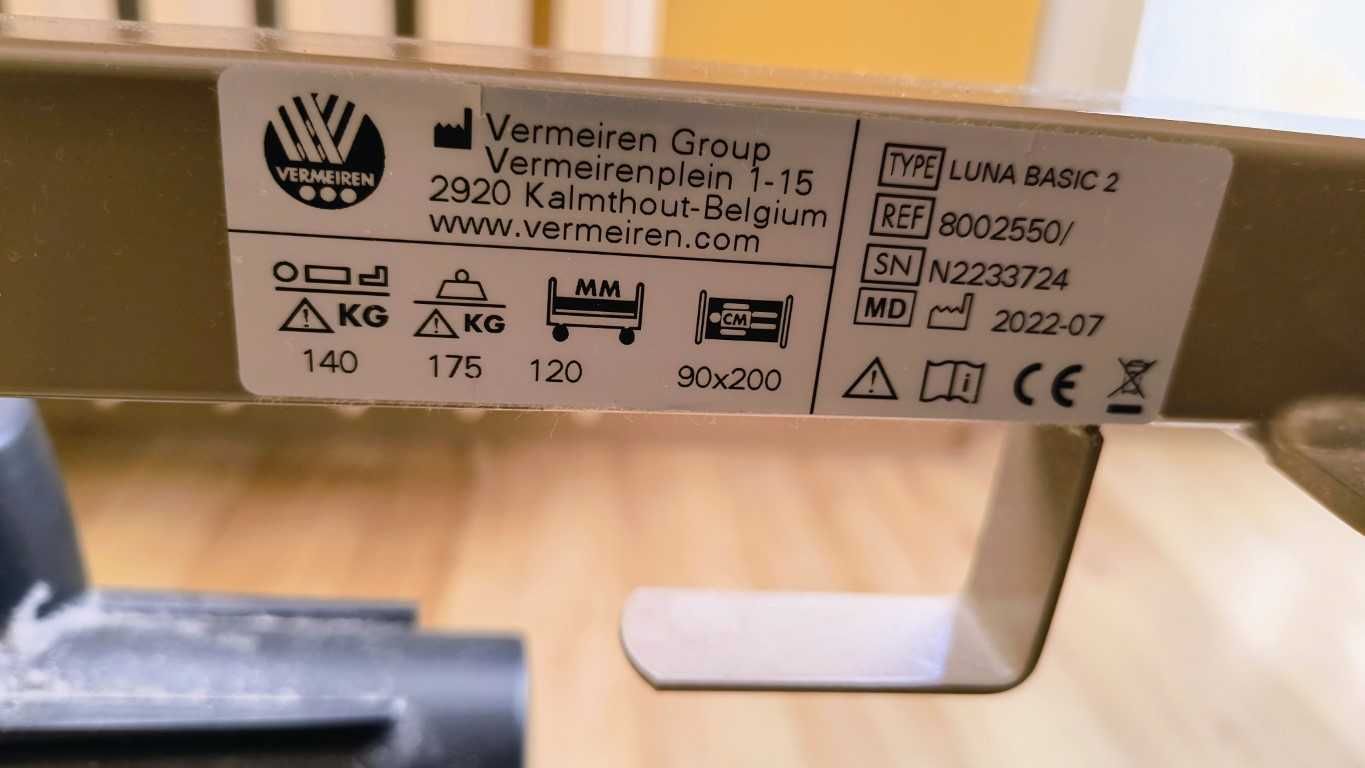 VERMEIREN
Vermeiren Group
Vermeirenplein 1-15
2920 Kalmthout-Belgium
www.vermeiren.com
KG
140
KG
175
MM
120
CM
90x200
TYPE LUNA BASIC 2
REF 8002550/
SN N2233724
MD 2022-07
CE